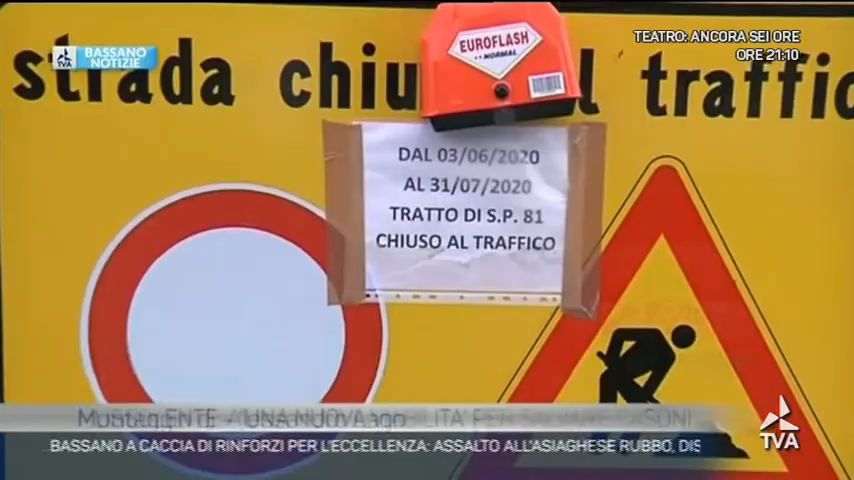 TVA BASSANO
NOTIZIE
TEATRO: ANCORA SEI ORE
ORE 21:10
EUROFLASH
NORMAL
strada chiu l traffic
DAL 03/06/2020
AL 31/07/2020
TRATTO DI S.P. 81
CHIUSO AL TRAFFICO
BASSANO A CACCIA DI RINFORZI PER L'ECCELLENZA: ASSALTO ALL'ASIAGHESE RUBBO, DIS
TVA